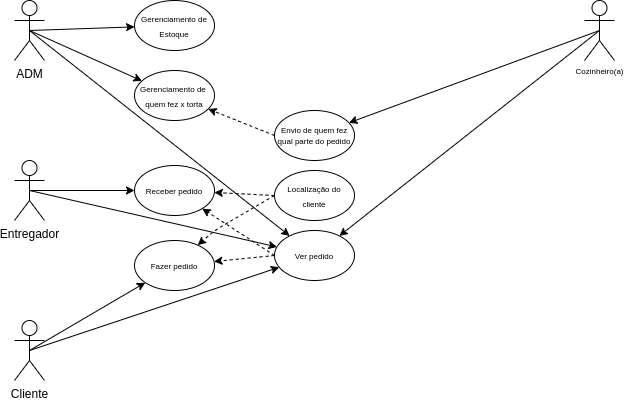 Gerenciamento de
Estoque
ADM
Cozinheiro(a)
Gerenciamento de
quem fez x torta
Envio de quem fez
qual parte do pedido
Receber pedido
Localização do
cliente
Entregador
Ver pedido
Fazer pedido
Cliente